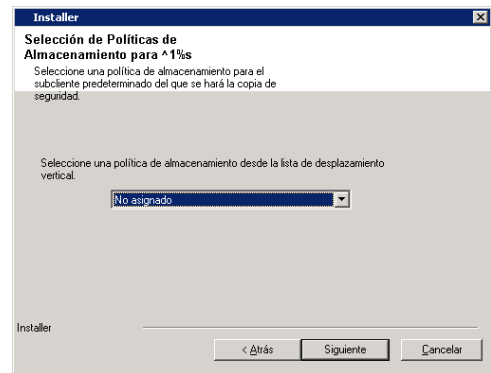 Installer
Selección de Políticas de
Almacenamiento para ^1%s
Seleccione una política de almacenamiento para el
subcliente predeterminado del que se hará la copia de
seguridad.
Seleccione una política de almacenamiento desde la lista de desplazamiento
vertical.
No asignado
Installer
< Atrás
Siguiente
Cancelar